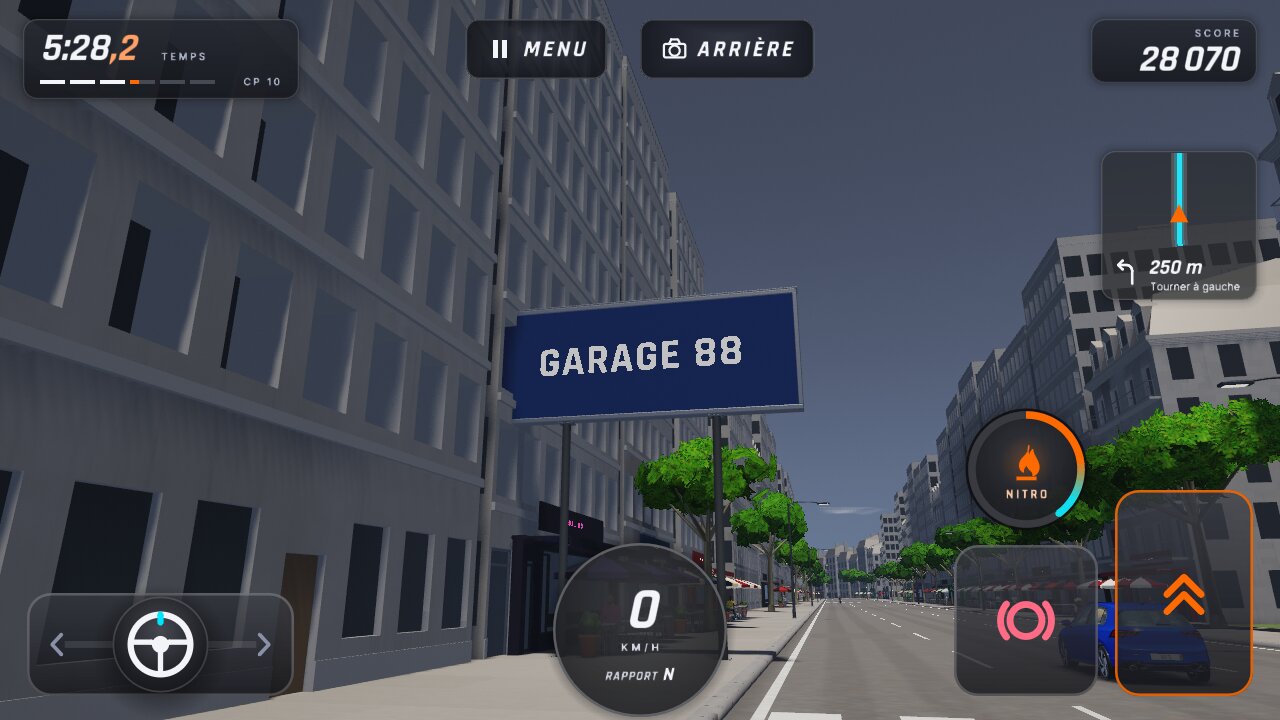 5:28,2 TEMPS
CP 10
MENU
ARRIÈRE
SCORE
28 070
250 m
Tourner à gauche
GARAGE 88
NITRO
0
KM/H
RAPPORT N